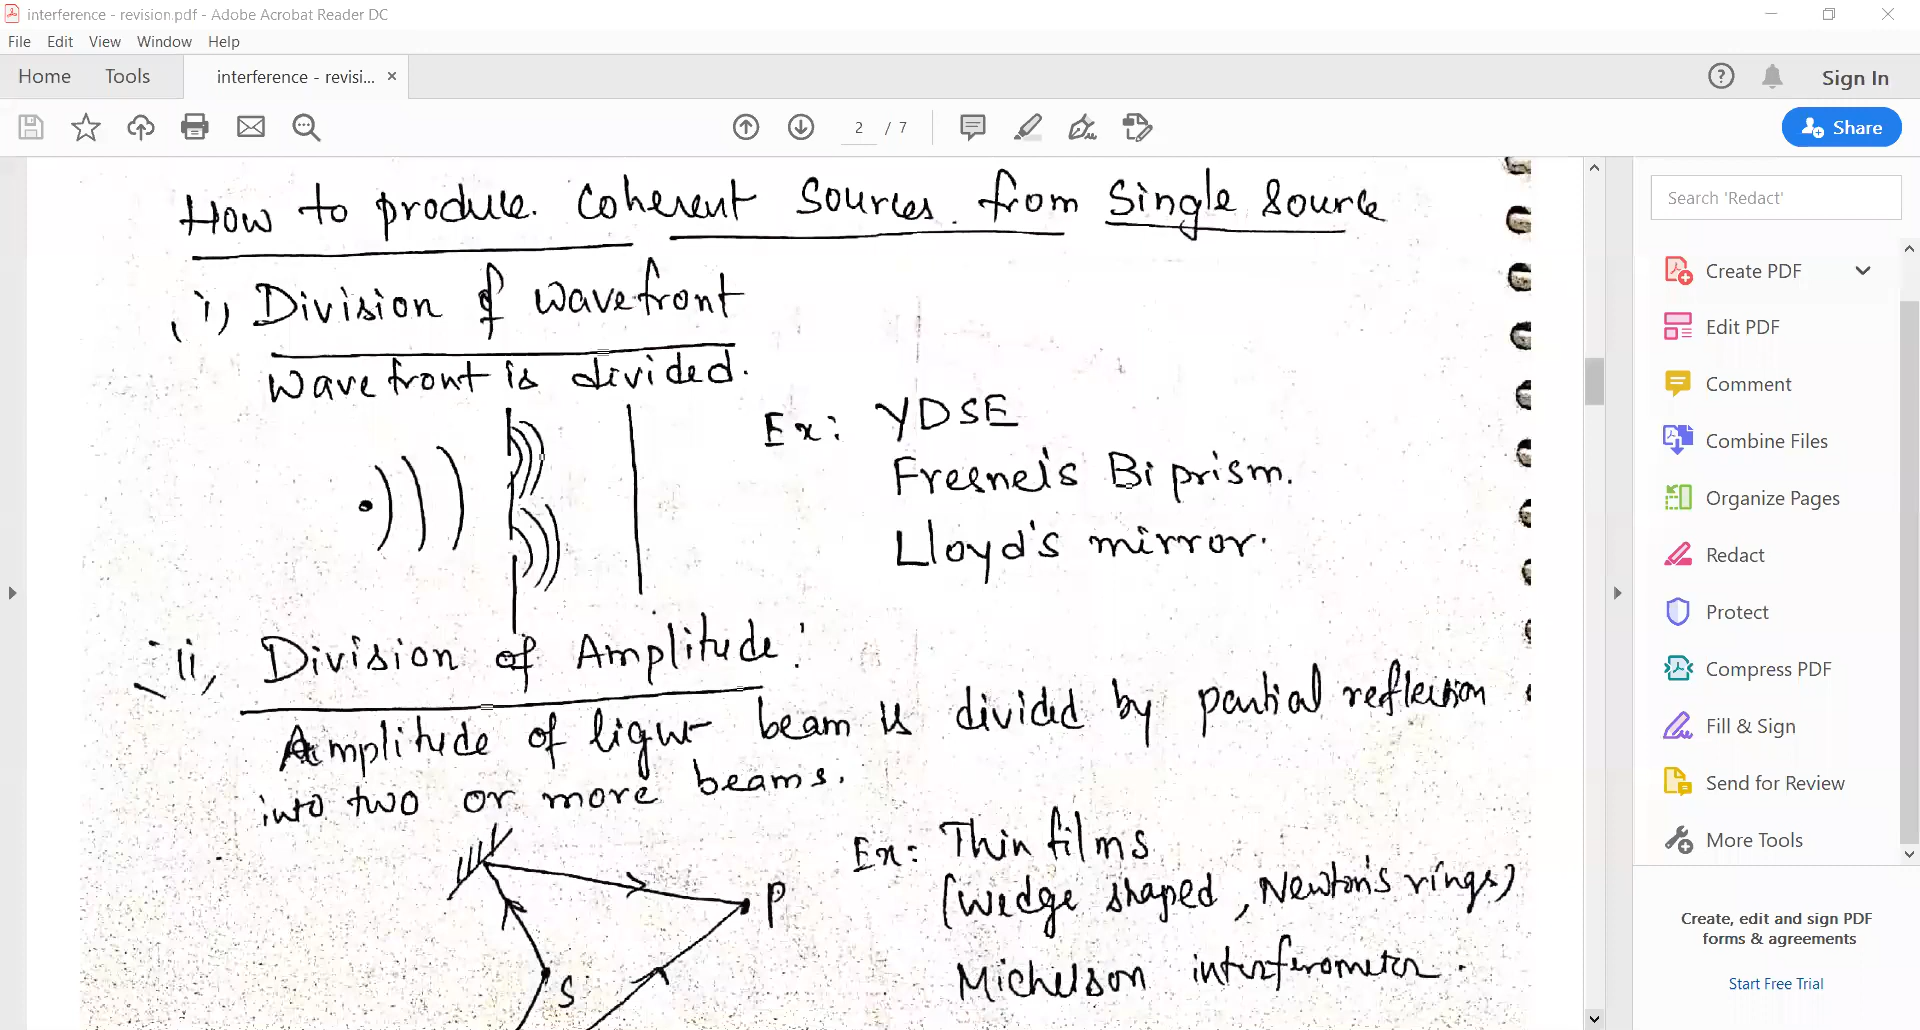 interference - revision.pdf - Adobe Acrobat Reader DC
File Edit View Window Help
Home Tools interference - revisi... × Sign In
2 / 7 Share
How to produce. Coherent Sources. from Single Source
i) Division of wavefront
Wavefront is divided.
Ex: YDSE
Fresnel's Bi prism.
Lloyd's mirror.
ii, Division of Amplitude:
Amplitude of light beam is divided by partial reflection
into two or more beams.
Ex: Thin films
(wedge shaped, Newton's rings)
Michelson interferometer.
P
S
Search 'Redact'
Create PDF
Edit PDF
Comment
Combine Files
Organize Pages
Redact
Protect
Compress PDF
Fill & Sign
Send for Review
More Tools
Create, edit and sign PDF
forms & agreements
Start Free Trial